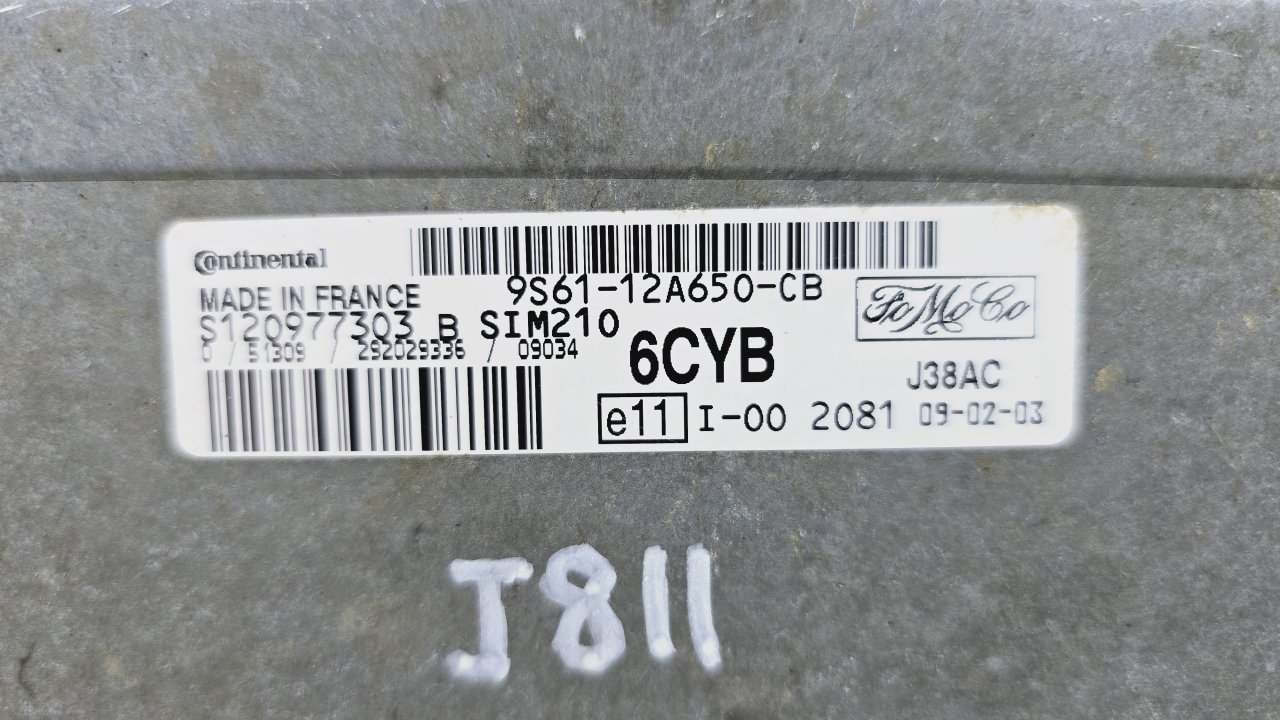 Continental
9S61-12A650-CB
MADE IN FRANCE
FoMoCo
S120977303 B SIM210
0 / 51309 / 292029336 / 09034
6CYB
J38AC
e11 I-00 2081 09-02-03
J811